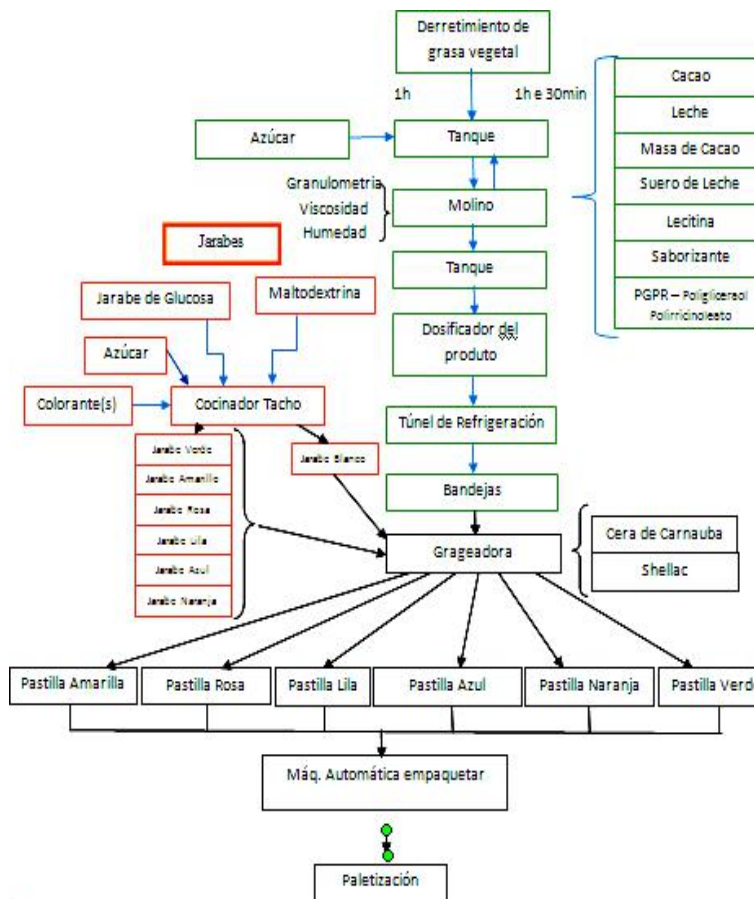 Derretimiento de
grasa vegetal
1h
1h e 30min
Azúcar
Tanque
Granulometria
Viscosidad
Humedad
Molino
Tanque
Dosificador del
produto
Túnel de Refrigeración
Bandejas
Cacao
Leche
Masa de Cacao
Suero de Leche
Lecitina
Saborizante
PGPR – Poliglicerol
Polirricinoleato
Jarabes
Jarabe de Glucosa
Maltodextrina
Azúcar
Colorante(s)
Cocinador Tacho
Jarabe Verde
Jarabe Amarillo
Jarabe Rosa
Jarabe Lila
Jarabe Azul
Jarabe Naranja
Jarabe Blanco
Grageadora
Cera de Carnauba
Shellac
Pastilla Amarilla
Pastilla Rosa
Pastilla Lila
Pastilla Azul
Pastilla Naranja
Pastilla Verde
Máq. Automática empaquetar
Paletización